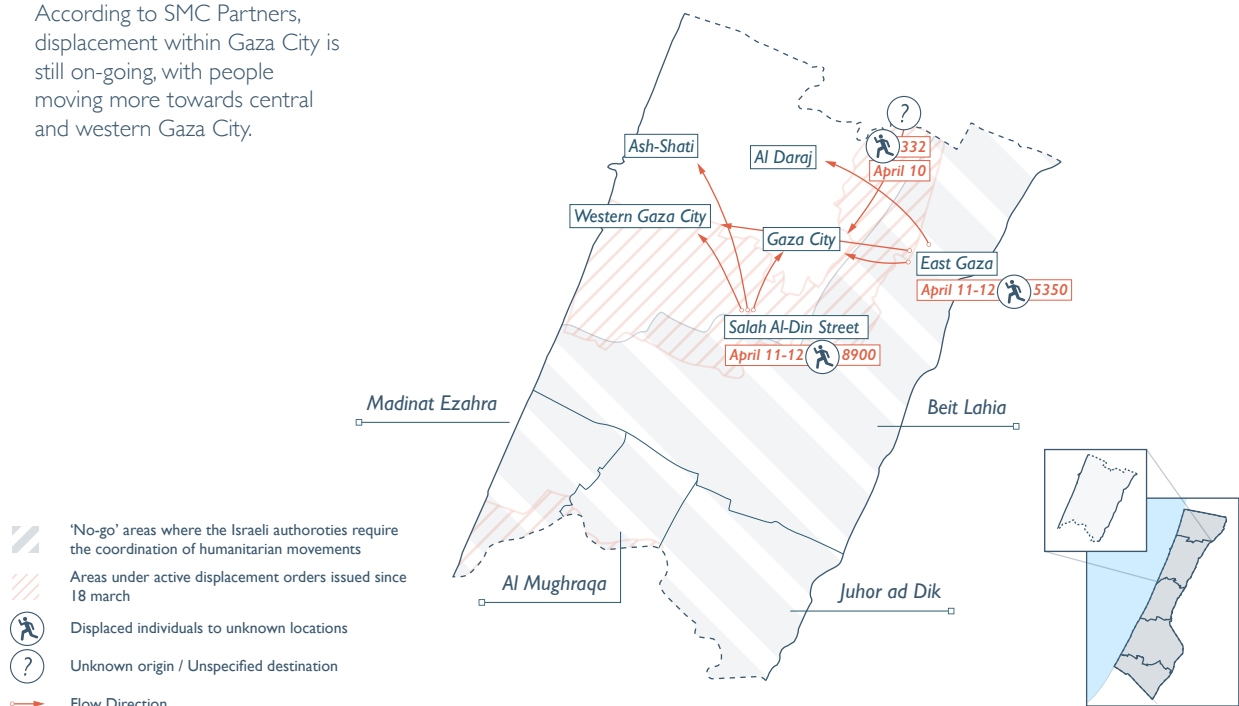 According to SMC Partners,
displacement within Gaza City is
still on-going, with people
moving more towards central
and western Gaza City.
?
332
April 10
Ash-Shati
Al Daraj
Western Gaza City
Gaza City
East Gaza
April 11-12 5350
Salah Al-Din Street
April 11-12 8900
Madinat Ezahra
Beit Lahia
Al Mughraqa
Juhor ad Dik
'No-go' areas where the Israeli authoroties require
the coordination of humanitarian movements
Areas under active displacement orders issued since
18 march
Displaced individuals to unknown locations
?
Unknown origin / Unspecified destination
Flow Direction